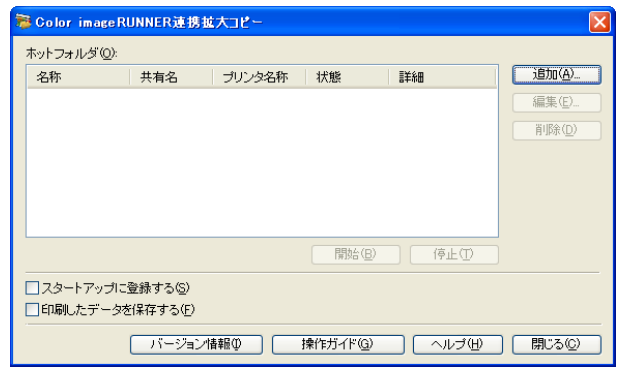 Color imageRUNNER連携拡大コピー
ホットフォルダ(O):
名称 共有名 プリンタ名称 状態 詳細
追加(A)...
編集(E)...
削除(D)
開始(B) 停止(T)
スタートアップに登録する(S)
印刷したデータを保存する(F)
バージョン情報(I) 操作ガイド(G) ヘルプ(H) 閉じる(C)